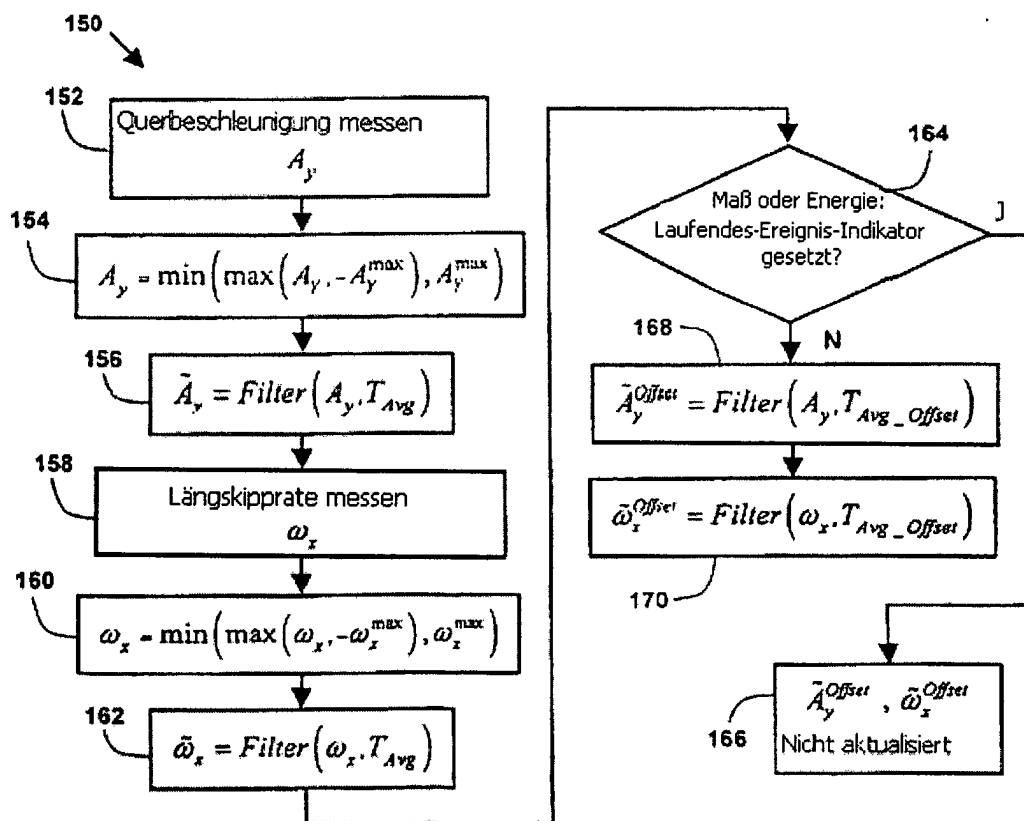 150
152
Querbeschleunigung messen
A_y
154
A_y = min(max(A_y, -A_y^max), A_y^max)
156
Ã_y = Filter(A_y, T_Avg)
158
Längskipprate messen
ω_x
160
ω_x = min(max(ω_x, -ω_x^max), ω_x^max)
162
ω̃_x = Filter(ω_x, T_Avg)
164
Maß oder Energie:
Laufendes-Ereignis-Indikator
gesetzt?
J
N
168
Ã_y^Offset = Filter(A_y, T_Avg_Offset)
ω̃_x^Offset = Filter(ω_x, T_Avg_Offset)
170
Ã_y^Offset , ω̃_x^Offset
166
Nicht aktualisiert